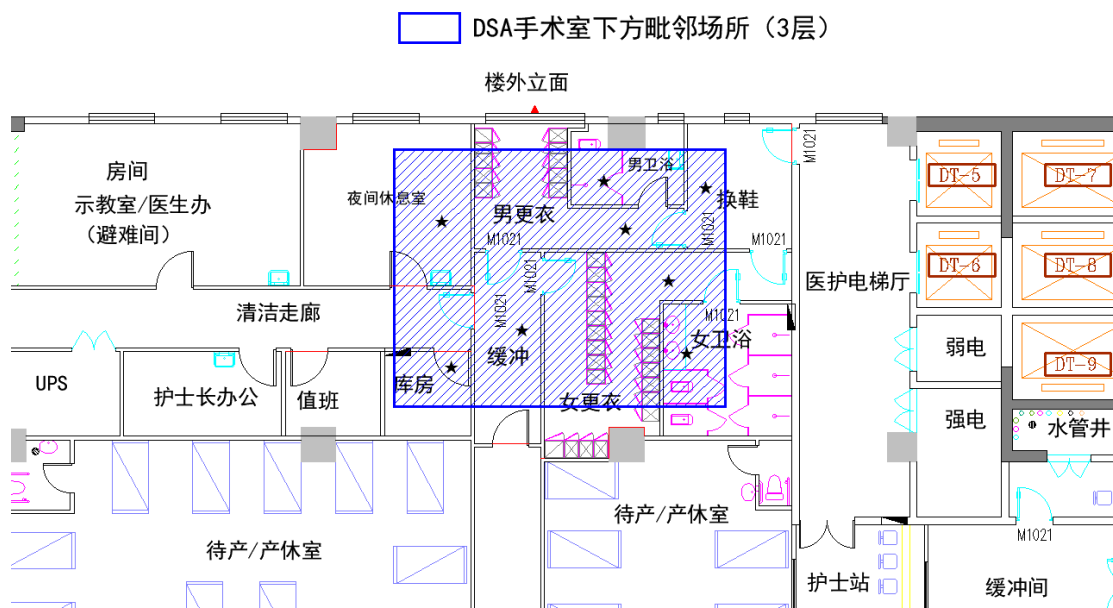 DSA手术室下方毗邻场所（3层）
楼外立面
房间
示教室/医生办
（避难间）
夜间休息室
男更衣
男卫浴
换鞋
M1021
M1021
M1021
M1021
M1021
M1021
M1021
医护电梯厅
DT-5
DT-7
DT-6
DT-8
DT-9
清洁走廊
缓冲
女卫浴
弱电
UPS
护士长办公
值班
库房
女更衣
强电
水管井
待产/产休室
待产/产休室
M1021
护士站
缓冲间